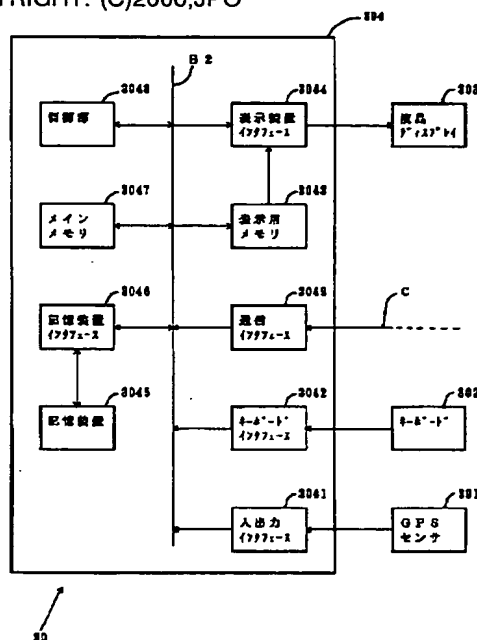 TRIGHT: (C)2000,JPO
304
B2
3048
制御部
3044
表示装置
インタフェース
303
液晶
ディスプレイ
3047
メイン
メモリ
3043
表示用
メモリ
3046
記憶装置
インタフェース
通信
インタフェース
C
3045
記憶装置
3042
キーボード
インタフェース
302
キーボード
3041
入出力
インタフェース
301
GPS
センサ
30